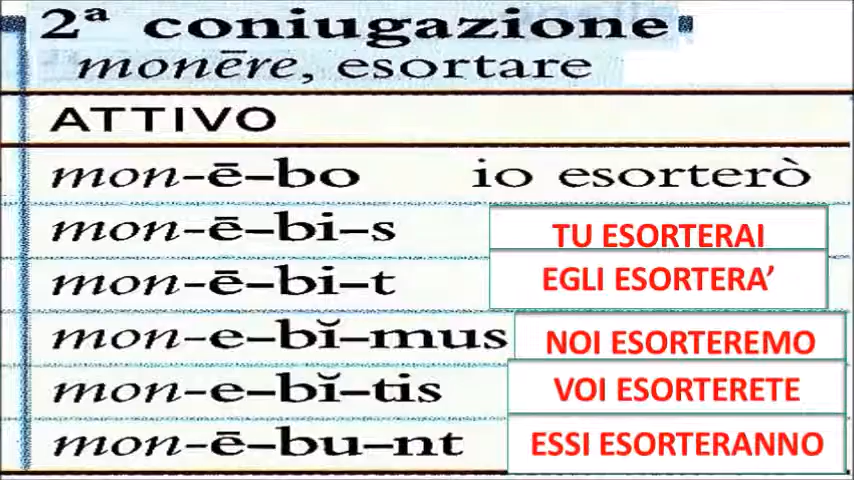 2ª coniugazione
monēre, esortare
ATTIVO
mon-ē–bo io esorterò
mon-ē–bi–s TU ESORTERAI
mon-ē–bi–t EGLI ESORTERA’
mon-e–bĭ–mus NOI ESORTEREMO
mon-e–bĭ–tis VOI ESORTERETE
mon-ē–bu–nt ESSI ESORTERANNO